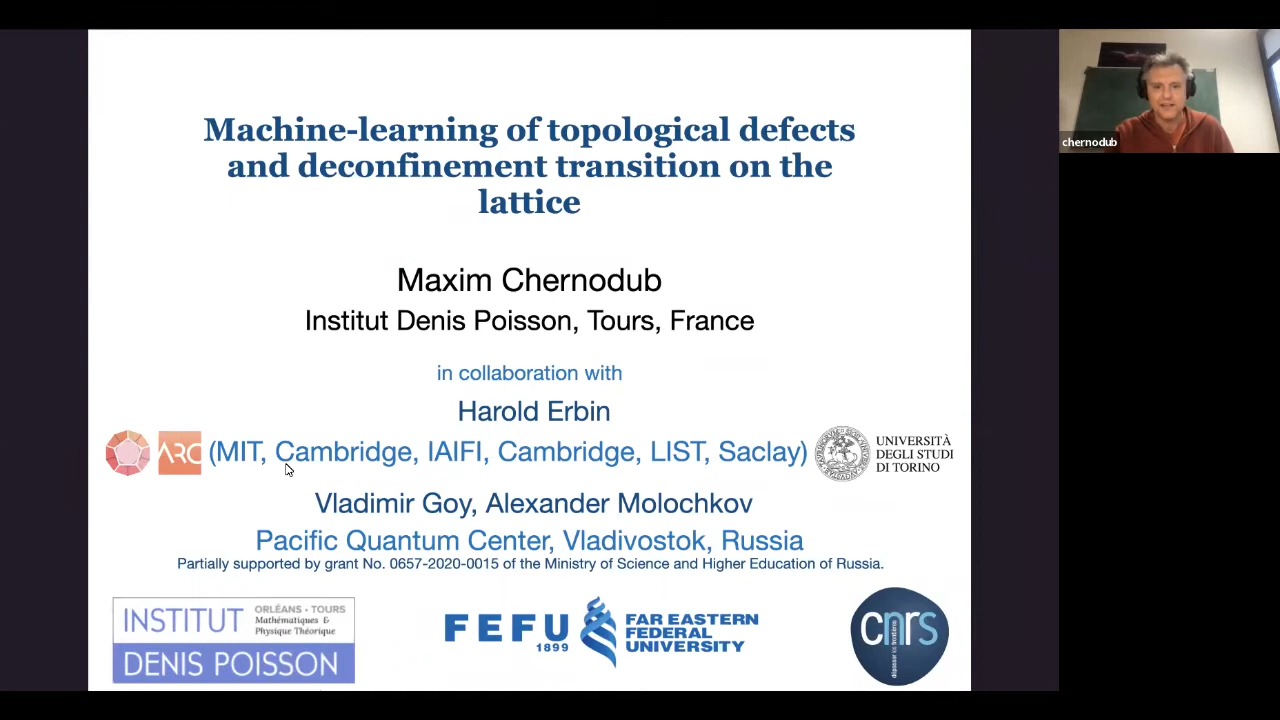 Machine-learning of topological defects
and deconfinement transition on the
lattice
chernodub
Maxim Chernodub
Institut Denis Poisson, Tours, France
in collaboration with
Harold Erbin
ARC (MIT, Cambridge, IAIFI, Cambridge, LIST, Saclay)
UNIVERSITÀ
DEGLI STUDI
DI TORINO
Vladimir Goy, Alexander Molochkov
Pacific Quantum Center, Vladivostok, Russia
Partially supported by grant No. 0657-2020-0015 of the Ministry of Science and Higher Education of Russia.
INSTITUT
ORLÉANS • TOURS
Mathématiques &
Physique Théorique
DENIS POISSON
FEFU
1899
FAR EASTERN
FEDERAL
UNIVERSITY
cnrs